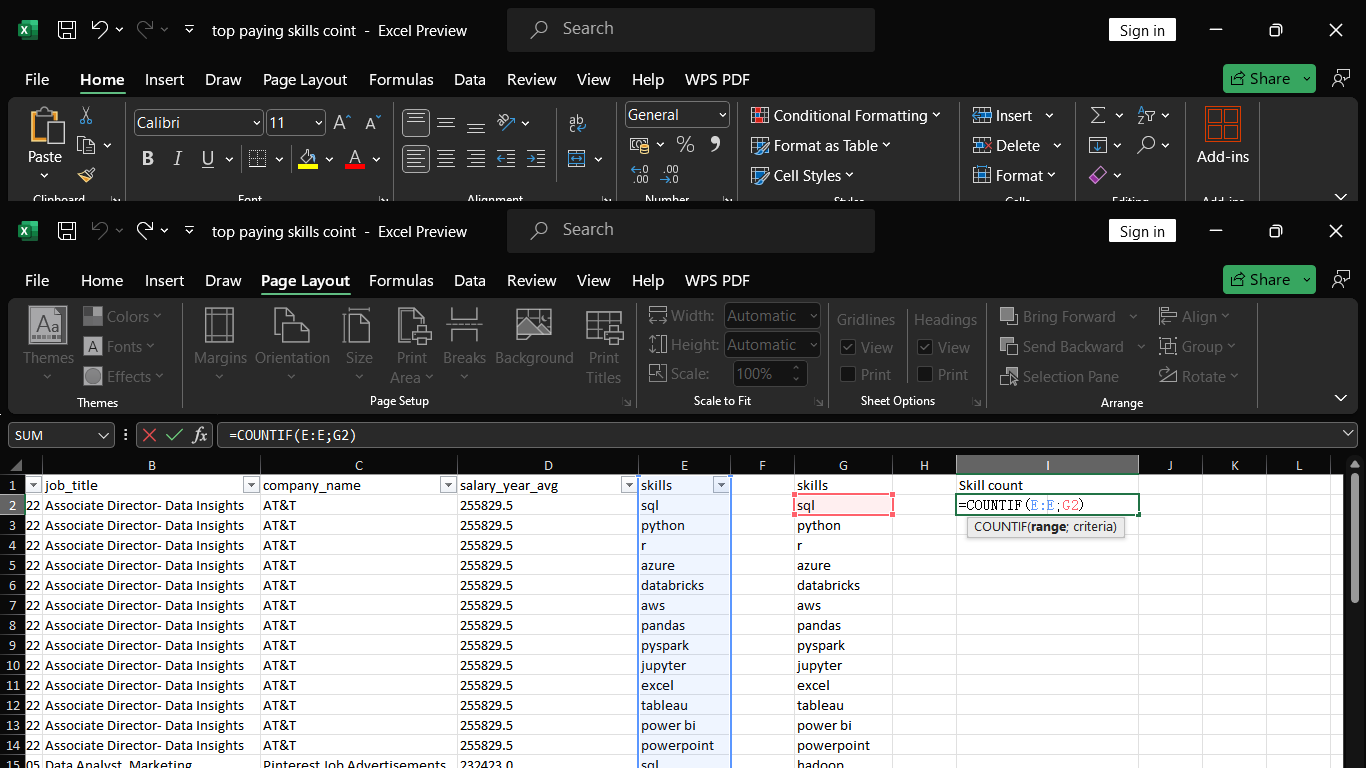 top paying skills coint - Excel Preview Search Sign in
File Home Insert Draw Page Layout Formulas Data Review View Help WPS PDF Share
Paste
Calibri 11
B I U A
General
% 9
Conditional Formatting
Format as Table
Cell Styles
Insert
Delete
Format
Add-ins
Clipboard Font Alignment Number Styles Cells Editing Add-ins
top paying skills coint - Excel Preview Search Sign in
File Home Insert Draw Page Layout Formulas Data Review View Help WPS PDF Share
Themes Colors Fonts Effects
Margins Orientation Size Print Area Breaks Background Print Titles
Width: Automatic
Height: Automatic
Scale: 100%
Gridlines View Print
Headings View Print
Bring Forward Align
Send Backward Group
Selection Pane Rotate
Themes Page Setup Scale to Fit Sheet Options Arrange
SUM fx =COUNTIF(E:E;G2)
B C D E F G H I J K L
1 job_title company_name salary_year_avg skills skills Skill count
2 22 Associate Director- Data Insights AT&T 255829.5 sql sql =COUNTIF(E:E;G2)
COUNTIF(range; criteria)
3 22 Associate Director- Data Insights AT&T 255829.5 python python
4 22 Associate Director- Data Insights AT&T 255829.5 r r
5 22 Associate Director- Data Insights AT&T 255829.5 azure azure
6 22 Associate Director- Data Insights AT&T 255829.5 databricks databricks
7 22 Associate Director- Data Insights AT&T 255829.5 aws aws
8 22 Associate Director- Data Insights AT&T 255829.5 pandas pandas
9 22 Associate Director- Data Insights AT&T 255829.5 pyspark pyspark
10 22 Associate Director- Data Insights AT&T 255829.5 jupyter jupyter
11 22 Associate Director- Data Insights AT&T 255829.5 excel excel
12 22 Associate Director- Data Insights AT&T 255829.5 tableau tableau
13 22 Associate Director- Data Insights AT&T 255829.5 power bi power bi
14 22 Associate Director- Data Insights AT&T 255829.5 powerpoint powerpoint
15 05 Data Analyst, Marketing Pinterest Job Advertisements 232423.0 sql hadoop